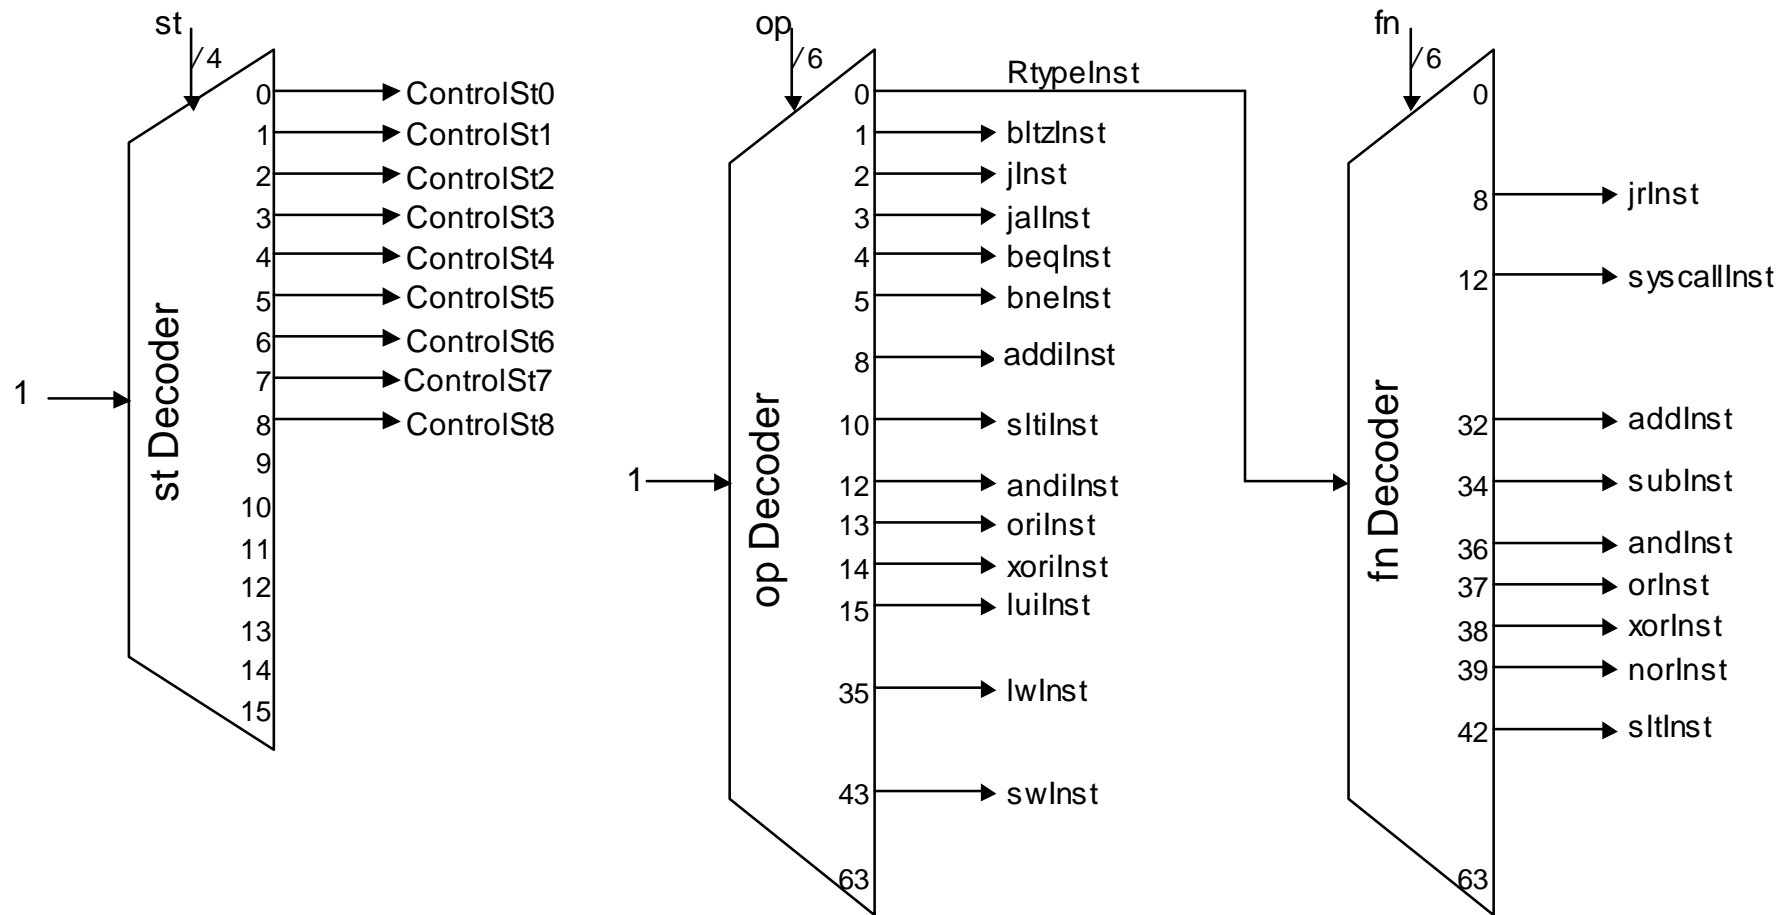 st
/4
0 ControlSt0
1 ControlSt1
2 ControlSt2
3 ControlSt3
4 ControlSt4
5 ControlSt5
6 ControlSt6
7 ControlSt7
8 ControlSt8
9
10
11
12
13
14
15
1
st Decoder
op
/6
RtypeInst
0
1 bltzInst
2 jInst
3 jalInst
4 beqInst
5 bneInst
8 addiInst
10 sltiInst
12 andiInst
13 oriInst
14 xoriInst
15 luiInst
35 lwInst
43 swInst
63
1
op Decoder
fn
/6
0
8 jrInst
12 syscallInst
32 addInst
34 subInst
36 andInst
37 orInst
38 xorInst
39 norInst
42 sltInst
63
fn Decoder